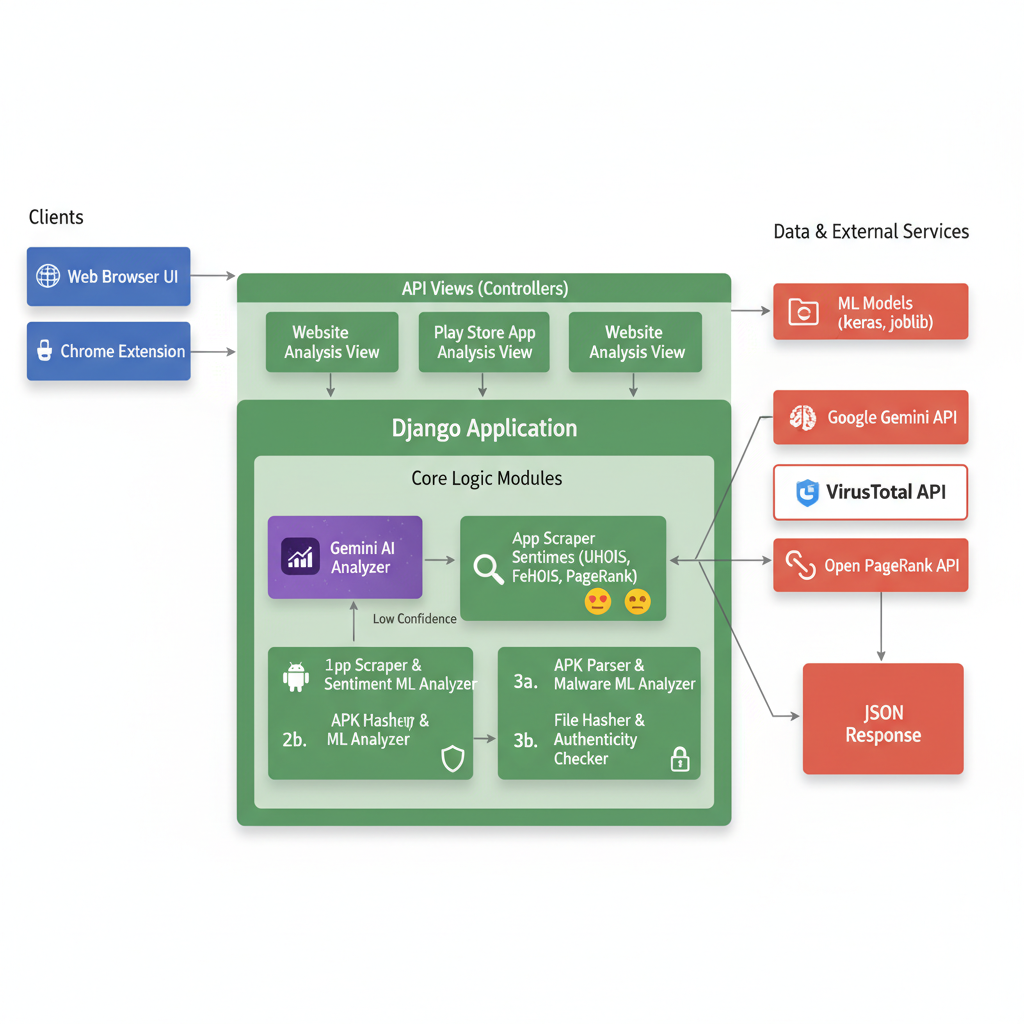 Clients
Data & External Services
Web Browser UI
Chrome Extension
API Views (Controllers)
Website
Analysis View
Play Store App
Analysis View
Website
Analysis View
ML Models
(keras, joblib)
Google Gemini API
VirusTotal API
Open PageRank API
JSON
Response
Django Application
Core Logic Modules
Gemini AI
Analyzer
App Scraper
Sentimes (UHOIS,
FeHOIS, PageRank)
Low Confidence
1pp Scraper &
Sentiment ML Analyzer
2b.
APK Hasher &
ML Analyzer
3a.
APK Parser &
Malware ML Analyzer
3b.
File Hasher &
Authenticity
Checker